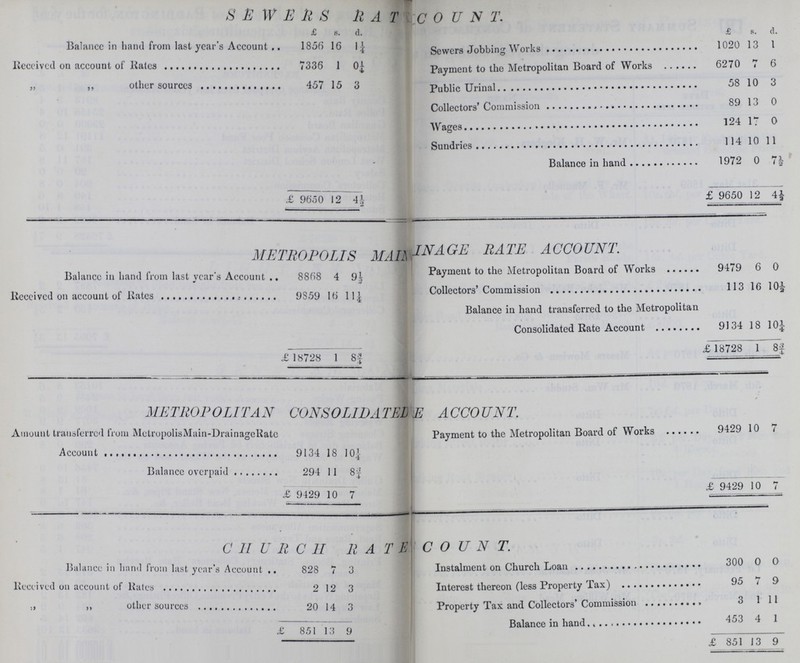 SEWERS RAT COUNT.
£ s. d.
Balance in hand from last year's Account .. 1856 16 1¼
Received on account of Rates .................... 7336 1 0¼
„ „ other sources .............. 457 15 3
£ 9650 12 4½
£ s. d.
Sewers Jobbing Works .......................... 1020 13 1
Payment to the Metropolitan Board of Works ...... 6270 7 6
Public Urinal.................................. 58 10 3
Collectors' Commission .......................... 89 13 0
Wages........................................ 124 17 0
Sundries...................................... 114 10 11
Balance in hand ............ 1972 0 7½
£ 9650 12 4½
METROPOLIS MAIN INAGE RATE ACCOUNT.
Balance in hand from last year's Account .. 8868 4 9½
Received on account of Rates .................... 9859 16 11¼
£ 18728 1 8¾
Payment to the Metropolitan Board of Works ...... 9479 6 0
Collectors' Commission .......................... 113 16 10½
Balance in hand transferred to the Metropolitan
Consolidated Rate Account ........ 9134 18 10¼
£ 18728 1 8¾
METROPOLITAN CONSOLIDATED E ACCOUNT.
Amount transferred from Metropolis Main-Drainage Rate
Account .............................. 9134 18 10¼
Balance overpaid ........ 294 11 8¾
£ 9429 10 7
Payment to the Metropolitan Board of Works ...... 9429 10 7
£ 9429 10 7
CHURCH RATE COUNT.
Balance in hand from last year's Account .. 828 7 3
Received on account of Rates .................... 2 12 3
„ „ other sources .............. 20 14 3
£ 851 13 9
Instalment on Church Loan ...................... 300 0 0
Interest thereon (less Property Tax) .............. 95 7 9
Property Tax and Collectors' Commission .......... 3 1 11
Balance in hand.................... 453 4 1
£ 851 13 9